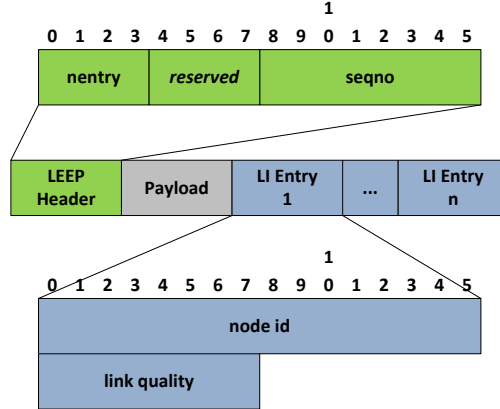 1
0 1 2 3 4 5 6 7 8 9 0 1 2 3 4 5
nentry reserved seqno
LEEP Header Payload LI Entry 1 ... LI Entry n
1
0 1 2 3 4 5 6 7 8 9 0 1 2 3 4 5
node id
link quality